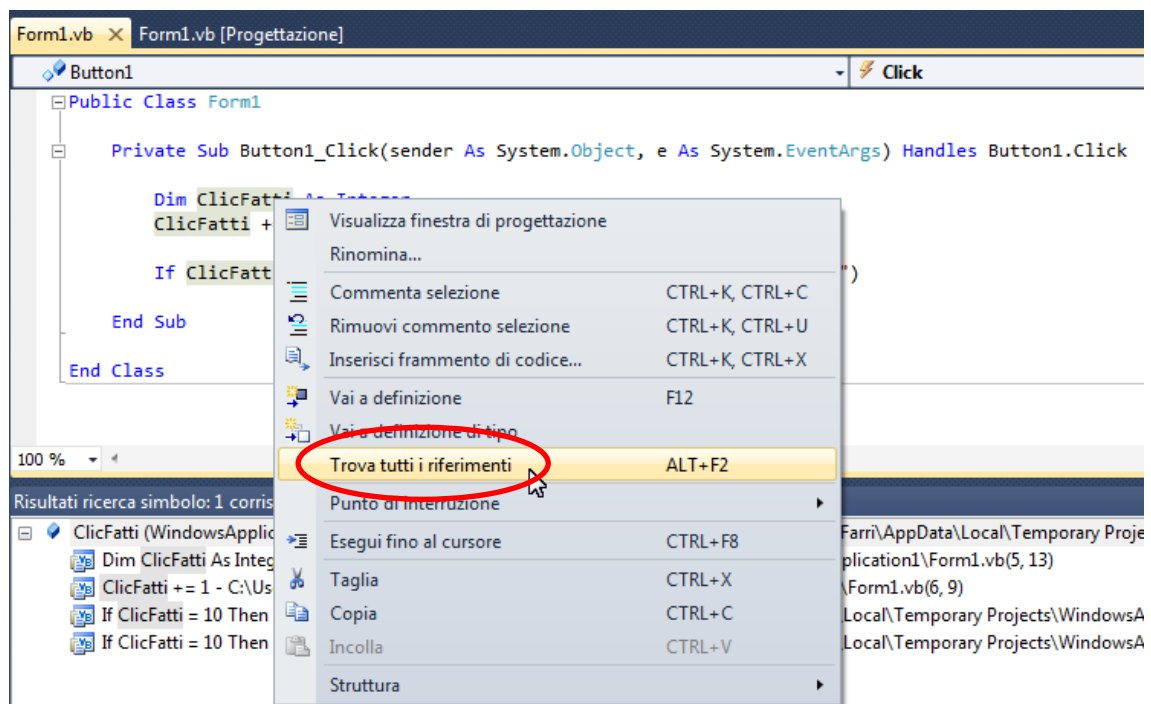 Form1.vb Form1.vb [Progettazione]
Button1 Click
Public Class Form1
Private Sub Button1_Click(sender As System.Object, e As System.EventArgs) Handles Button1.Click
Dim ClicFatti As Integer
ClicFatti +
If ClicFatt ")
End Sub
End Class
Visualizza finestra di progettazione
Rinomina...
Commenta selezione CTRL+K, CTRL+C
Rimuovi commento selezione CTRL+K, CTRL+U
Inserisci frammento di codice... CTRL+K, CTRL+X
Vai a definizione F12
Vai a definizione di tipo
Trova tutti i riferimenti ALT+F2
Punto di interruzione
Esegui fino al cursore CTRL+F8
Taglia CTRL+X
Copia CTRL+C
Incolla CTRL+V
Struttura
100 %
Risultati ricerca simbolo: 1 corris
ClicFatti (WindowsApplic Farri\AppData\Local\Temporary Proje
Dim ClicFatti As Integ plication1\Form1.vb(5, 13)
ClicFatti += 1 - C:\Us \Form1.vb(6, 9)
If ClicFatti = 10 Then Local\Temporary Projects\WindowsA
If ClicFatti = 10 Then Local\Temporary Projects\WindowsA